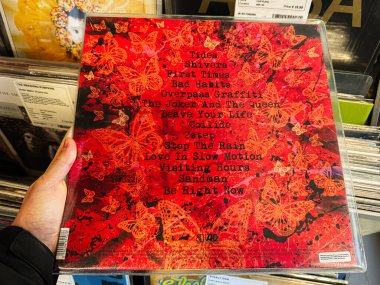 Tides
Shivers
First Times
Bad Habits
Overpass Graffiti
The Joker And The Queen
Leave Your Life
Collide
2step
Stop The Rain
Love In Slow Motion
Visiting Hours
Sandman
Be Right Now